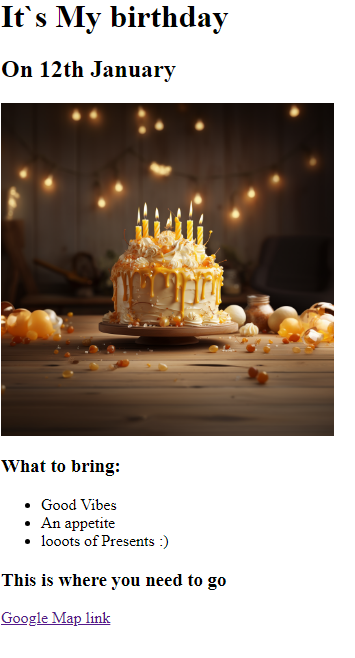 It`s My birthday
On 12th January
What to bring:
Good Vibes
An appetite
looots of Presents :)
This is where you need to go
Google Map link